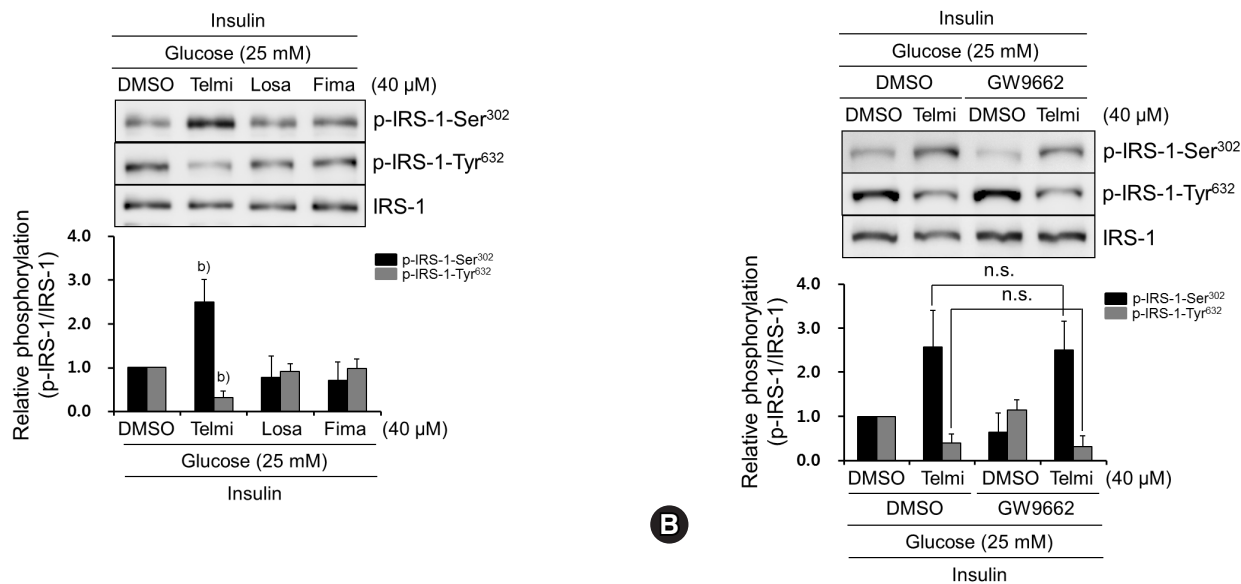 Insulin
Glucose (25 mM)
DMSO Telmi Losa Fima (40 μM)
p-IRS-1-Ser³⁰²
p-IRS-1-Tyr⁶³²
IRS-1
Relative phosphorylation
(p-IRS-1/IRS-1)
4.0
3.0
2.0
1.0
0.0
b)
b)
p-IRS-1-Ser³⁰²
p-IRS-1-Tyr⁶³²
DMSO Telmi Losa Fima (40 μM)
Glucose (25 mM)
Insulin
B
Insulin
Glucose (25 mM)
DMSO GW9662
DMSO Telmi DMSO Telmi (40 μM)
p-IRS-1-Ser³⁰²
p-IRS-1-Tyr⁶³²
IRS-1
Relative phosphorylation
(p-IRS-1/IRS-1)
4.0
3.0
2.0
1.0
0.0
n.s.
n.s.
p-IRS-1-Ser³⁰²
p-IRS-1-Tyr⁶³²
DMSO Telmi DMSO Telmi (40 μM)
DMSO GW9662
Glucose (25 mM)
Insulin